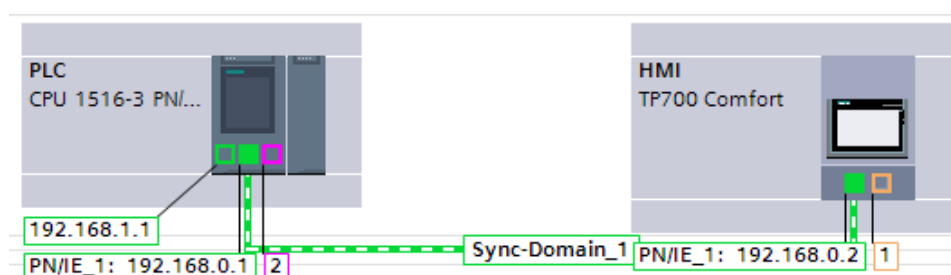 PLC
CPU 1516-3 PN/...
HMI
TP700 Comfort
192.168.1.1
Sync-Domain_1
PN/IE_1: 192.168.0.1
2
PN/IE_1: 192.168.0.2
1